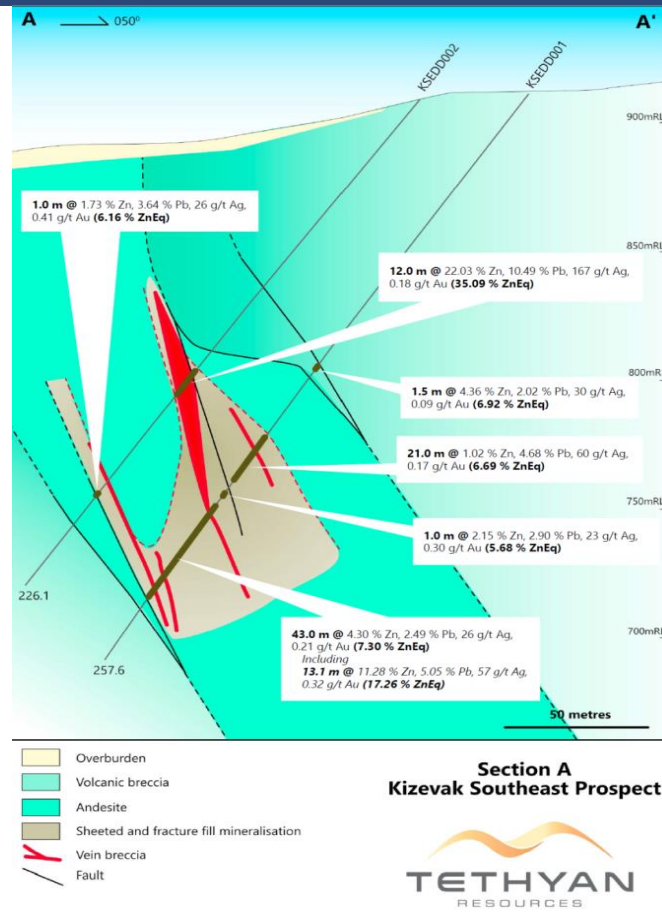 A
050⁰
A'
KSEDD002
KSEDD001
900mRL
1.0 m @ 1.73 % Zn, 3.64 % Pb, 26 g/t Ag,
0.41 g/t Au (6.16 % ZnEq)
850mRL
12.0 m @ 22.03 % Zn, 10.49 % Pb, 167 g/t Ag,
0.18 g/t Au (35.09 % ZnEq)
800mRL
1.5 m @ 4.36 % Zn, 2.02 % Pb, 30 g/t Ag,
0.09 g/t Au (6.92 % ZnEq)
21.0 m @ 1.02 % Zn, 4.68 % Pb, 60 g/t Ag,
0.17 g/t Au (6.69 % ZnEq)
750mRL
1.0 m @ 2.15 % Zn, 2.90 % Pb, 23 g/t Ag,
0.30 g/t Au (5.68 % ZnEq)
226.1
700mRL
43.0 m @ 4.30 % Zn, 2.49 % Pb, 26 g/t Ag,
0.21 g/t Au (7.30 % ZnEq)
Including
13.1 m @ 11.28 % Zn, 5.05 % Pb, 57 g/t Ag,
0.32 g/t Au (17.26 % ZnEq)
257.6
50 metres
Overburden
Volcanic breccia
Andesite
Sheeted and fracture fill mineralisation
Vein breccia
Fault
Section A
Kizevak Southeast Prospect
TETHYAN
RESOURCES